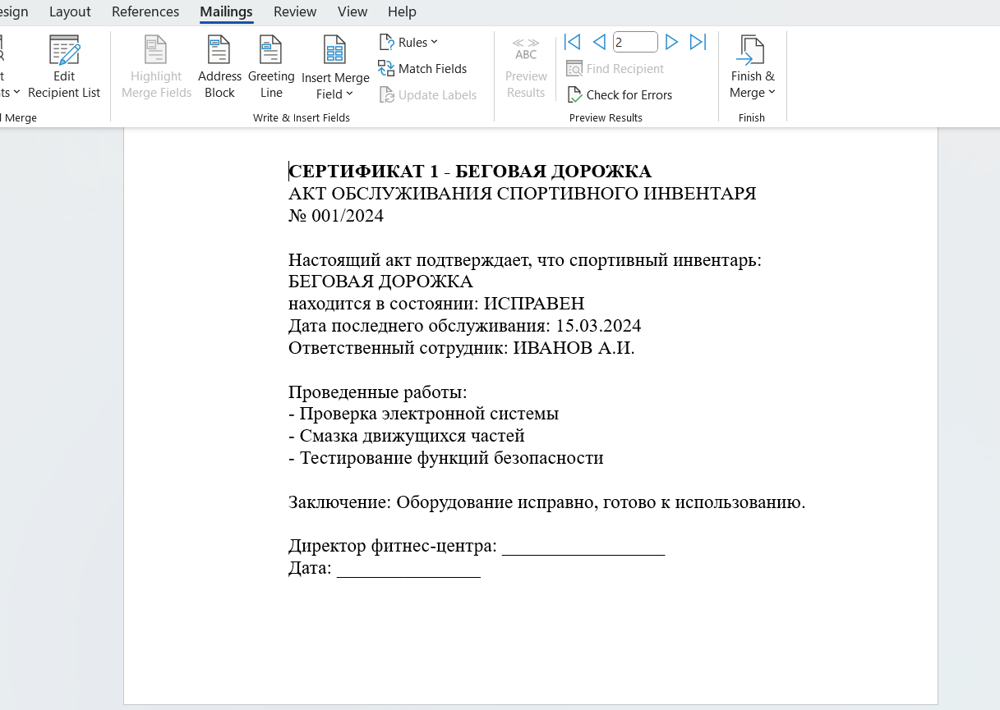 esign Layout References Mailings Review View Help
Edit Recipient List
Highlight Merge Fields
Address Block
Greeting Line
Insert Merge Field
Rules
Match Fields
Update Labels
<< >>
ABC
Preview Results
2
Find Recipient
Check for Errors
Finish & Merge
Merge
Write & Insert Fields
Preview Results
Finish
СЕРТИФИКАТ 1 - БЕГОВАЯ ДОРОЖКА
АКТ ОБСЛУЖИВАНИЯ СПОРТИВНОГО ИНВЕНТАРЯ
№ 001/2024
Настоящий акт подтверждает, что спортивный инвентарь:
БЕГОВАЯ ДОРОЖКА
находится в состоянии: ИСПРАВЕН
Дата последнего обслуживания: 15.03.2024
Ответственный сотрудник: ИВАНОВ А.И.
Проведенные работы:
- Проверка электронной системы
- Смазка движущихся частей
- Тестирование функций безопасности
Заключение: Оборудование исправно, готово к использованию.
Директор фитнес-центра: __________________
Дата: ________________